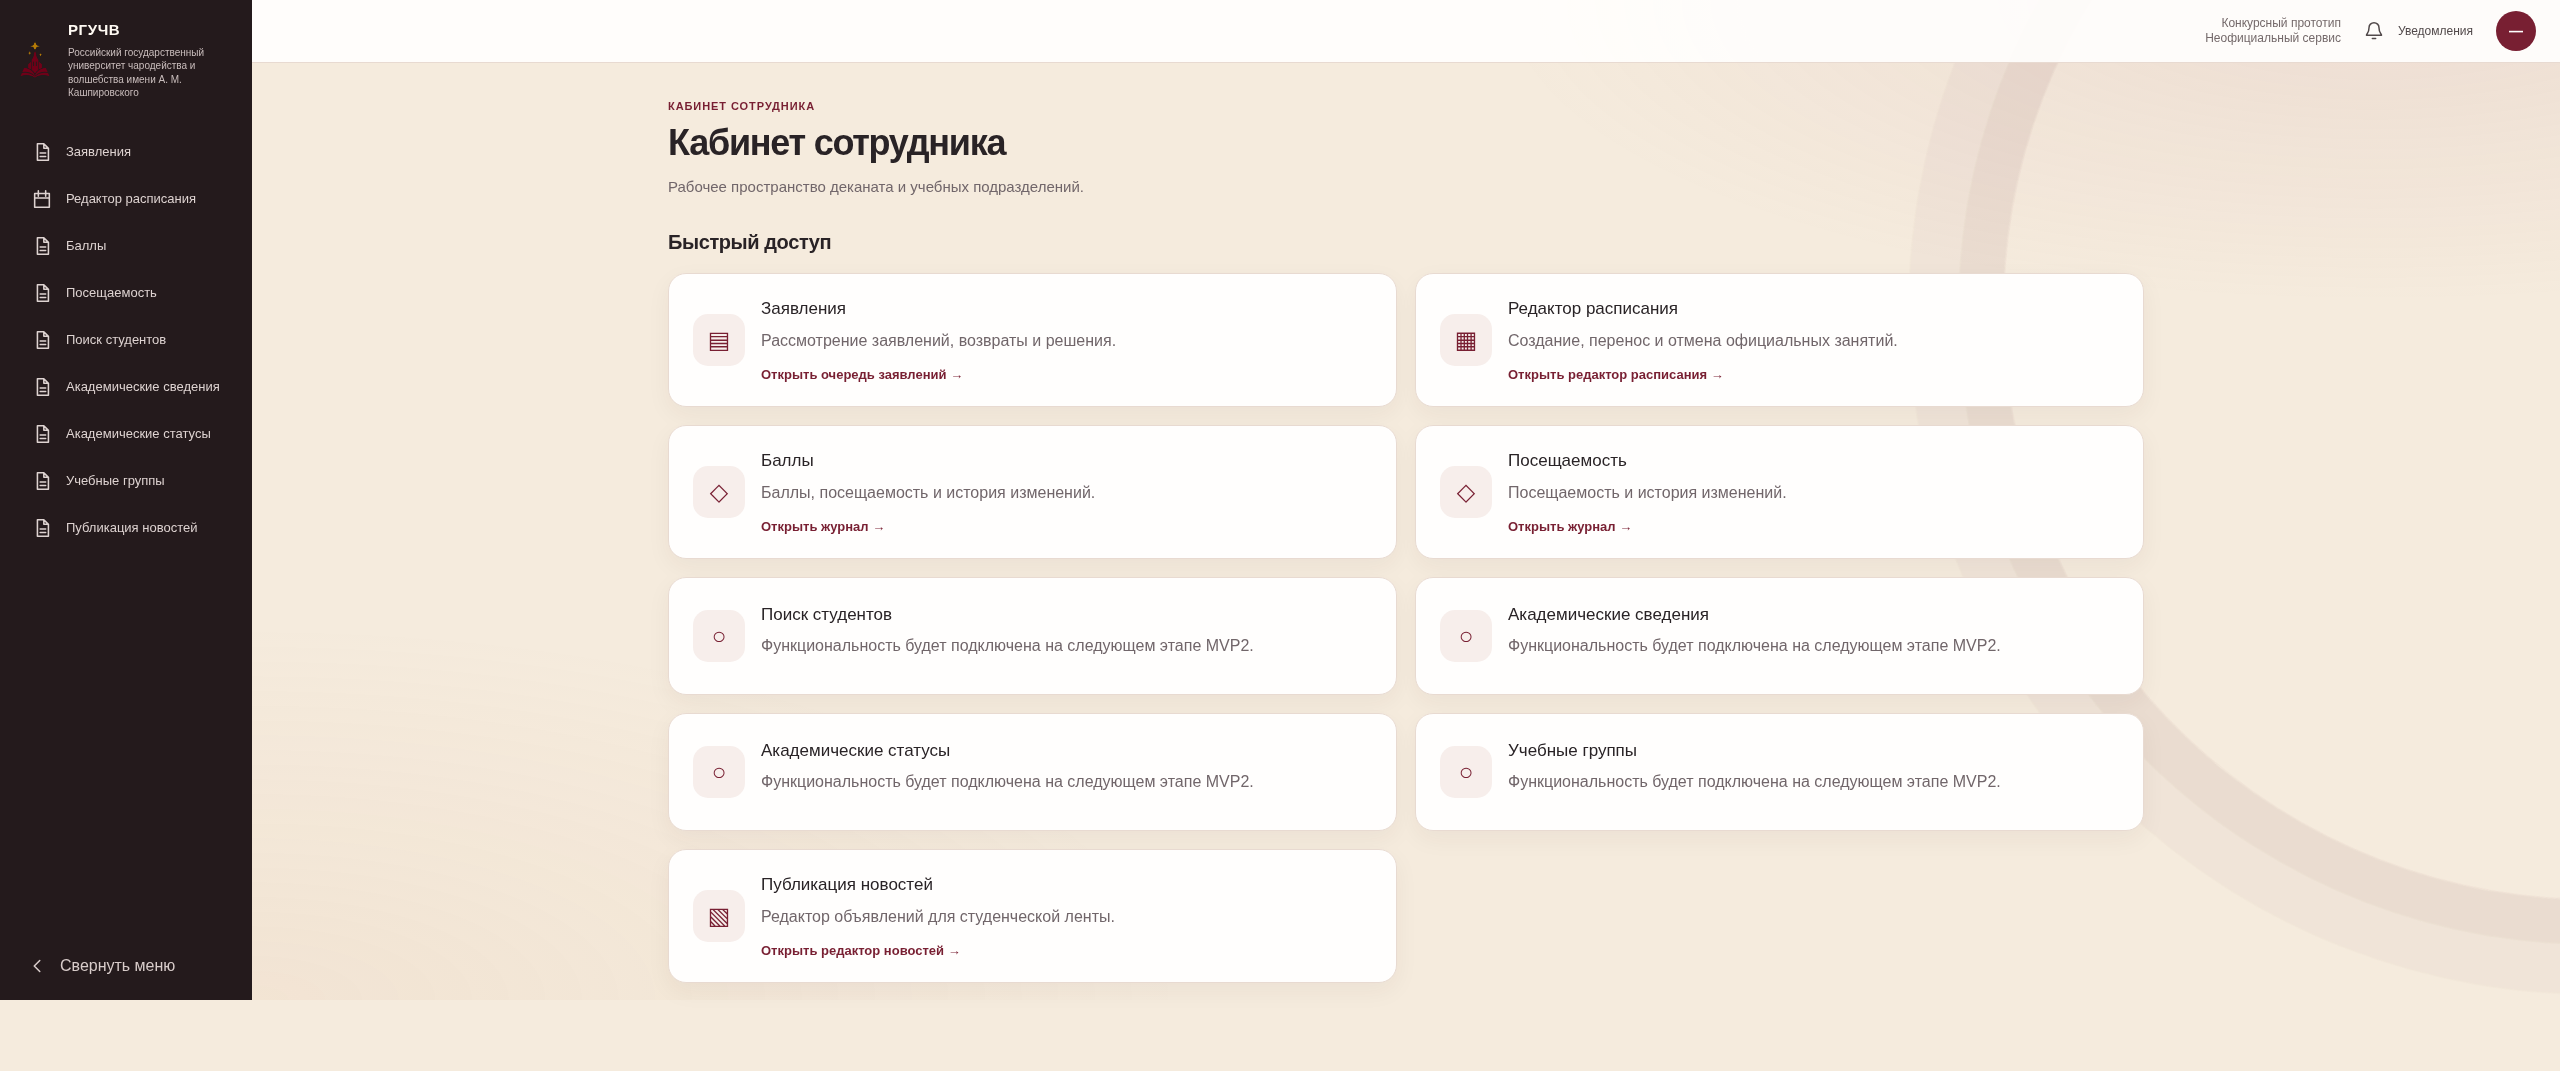 РГУЧВ
Российский государственный
университет чародейства и
волшебства имени А. М.
Кашпировского
Заявления
Редактор расписания
Баллы
Посещаемость
Поиск студентов
Академические сведения
Академические статусы
Учебные группы
Публикация новостей
Свернуть меню
Конкурсный прототип
Неофициальный сервис
Уведомления
КАБИНЕТ СОТРУДНИКА
Кабинет сотрудника
Рабочее пространство деканата и учебных подразделений.
Быстрый доступ
Заявления
Рассмотрение заявлений, возвраты и решения.
Открыть очередь заявлений →
Редактор расписания
Создание, перенос и отмена официальных занятий.
Открыть редактор расписания →
Баллы
Баллы, посещаемость и история изменений.
Открыть журнал →
Посещаемость
Посещаемость и история изменений.
Открыть журнал →
Поиск студентов
Функциональность будет подключена на следующем этапе MVP2.
Академические сведения
Функциональность будет подключена на следующем этапе MVP2.
Академические статусы
Функциональность будет подключена на следующем этапе MVP2.
Учебные группы
Функциональность будет подключена на следующем этапе MVP2.
Публикация новостей
Редактор объявлений для студенческой ленты.
Открыть редактор новостей →